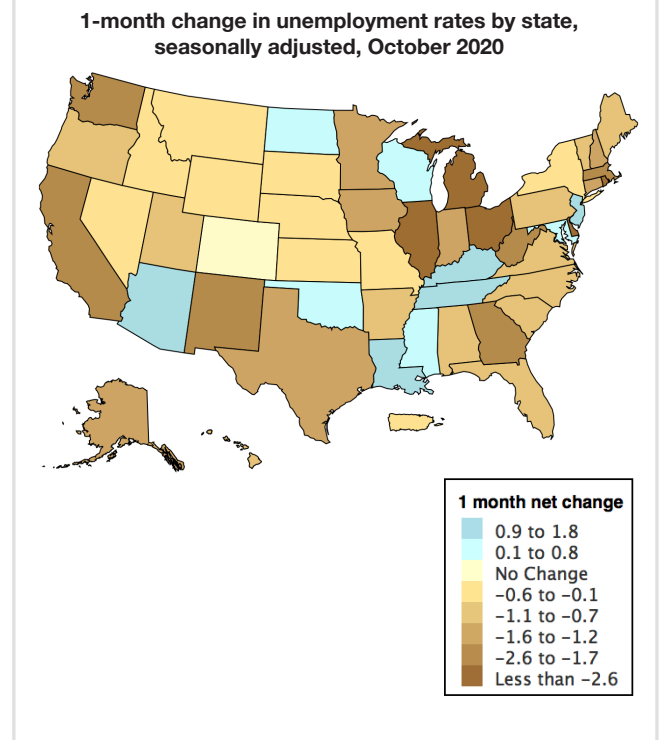 1-month change in unemployment rates by state,
seasonally adjusted, October 2020
1 month net change
0.9 to 1.8
0.1 to 0.8
No Change
−0.6 to −0.1
−1.1 to −0.7
−1.6 to −1.2
−2.6 to −1.7
Less than −2.6